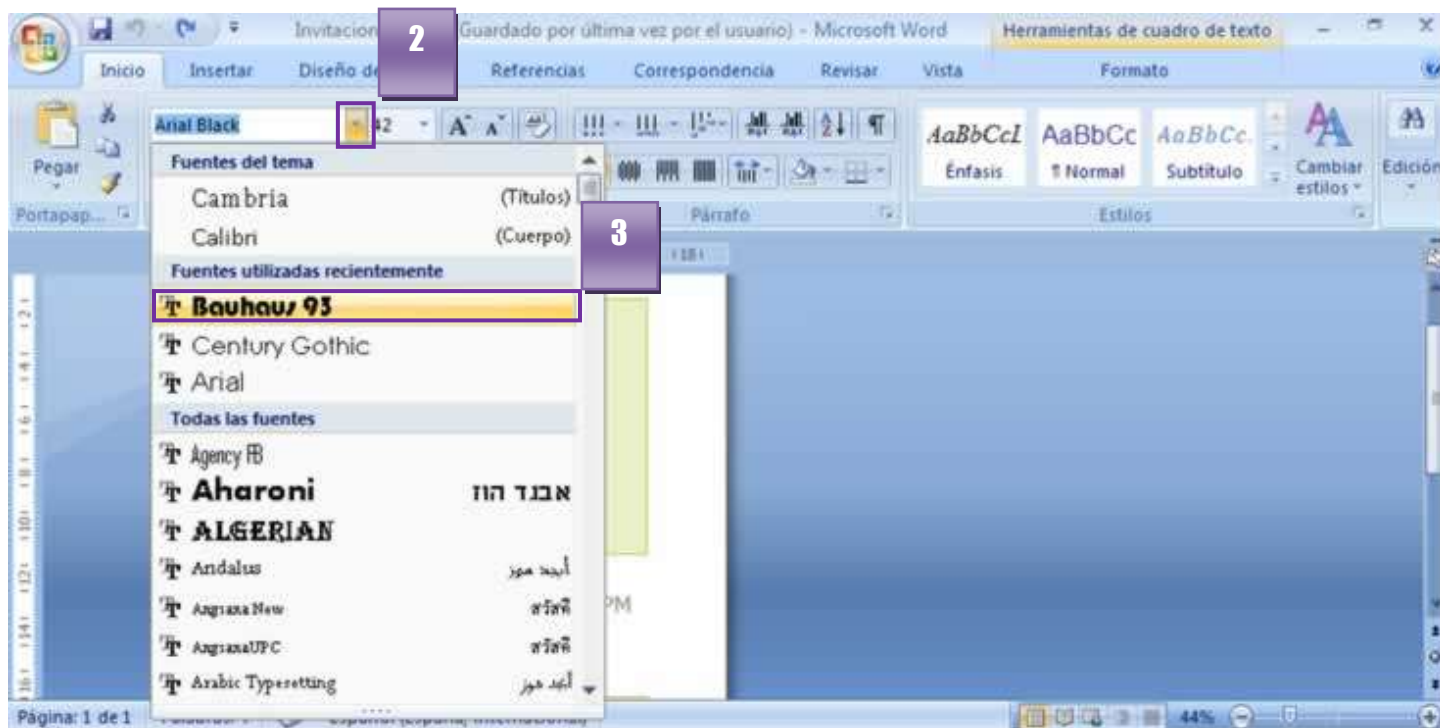 Invitacion Guardado por última vez por el usuario) - Microsoft Word Herramientas de cuadro de texto
2
Inicio Insertar Diseño de Referencias Correspondencia Revisar Vista Formato
Arial Black 42
Pegar
Portapap... Párrafo Estilos
AaBbCcI AaBbCc AaBbCc.
Énfasis ¶ Normal Subtítulo Cambiar estilos Edición
Fuentes del tema
Cambria (Títulos)
Calibri (Cuerpo)
3
Fuentes utilizadas recientemente
Bauhaus 93
Century Gothic
Arial
Todas las fuentes
Agency FB
Aharoni אבגד הוז
ALGERIAN
Andalus أبجد هوز
Angsana New สวัสดี
AngsanaUPC สวัสดี
Arabic Typesetting أبجد هوز
PM
Página: 1 de 1 44%